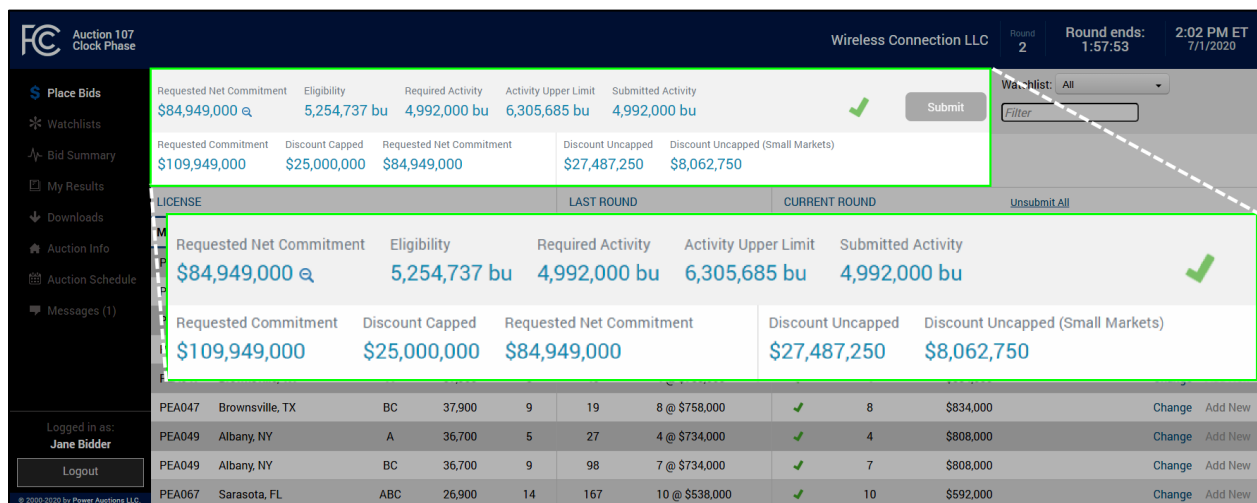 FCC Auction 107
Clock Phase
Wireless Connection LLC
Round
2
Round ends:
1:57:53
2:02 PM ET
7/1/2020
Place Bids
Watchlists
Bid Summary
My Results
Downloads
Auction Info
Auction Schedule
Messages (1)
Logged in as:
Jane Bidder
Logout
© 2000-2020 by Power Auctions LLC.
Requested Net Commitment Eligibility Required Activity Activity Upper Limit Submitted Activity
$84,949,000 5,254,737 bu 4,992,000 bu 6,305,685 bu 4,992,000 bu Submit
Requested Commitment Discount Capped Requested Net Commitment Discount Uncapped Discount Uncapped (Small Markets)
$109,949,000 $25,000,000 $84,949,000 $27,487,250 $8,062,750
Watchlist: All
Filter
LICENSE LAST ROUND CURRENT ROUND Unsubmit All
Requested Net Commitment Eligibility Required Activity Activity Upper Limit Submitted Activity
$84,949,000 5,254,737 bu 4,992,000 bu 6,305,685 bu 4,992,000 bu
Requested Commitment Discount Capped Requested Net Commitment Discount Uncapped Discount Uncapped (Small Markets)
$109,949,000 $25,000,000 $84,949,000 $27,487,250 $8,062,750
PEA047 Brownsville, TX BC 37,900 9 19 8 @ $758,000 8 $834,000 Change Add New
PEA049 Albany, NY A 36,700 5 27 4 @ $734,000 4 $808,000 Change Add New
PEA049 Albany, NY BC 36,700 9 98 7 @ $734,000 7 $808,000 Change Add New
PEA067 Sarasota, FL ABC 26,900 14 167 10 @ $538,000 10 $592,000 Change Add New